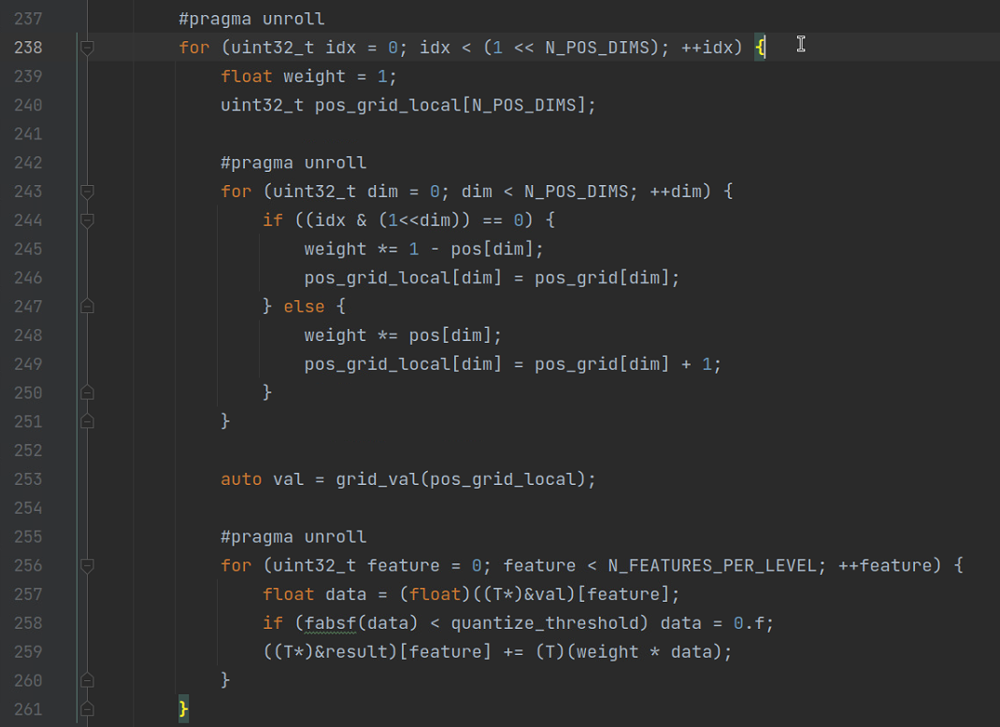 237 #pragma unroll
238 for (uint32_t idx = 0; idx < (1 << N_POS_DIMS); ++idx) {
239 float weight = 1;
240 uint32_t pos_grid_local[N_POS_DIMS];
241
242 #pragma unroll
243 for (uint32_t dim = 0; dim < N_POS_DIMS; ++dim) {
244 if ((idx & (1<<dim)) == 0) {
245 weight *= 1 - pos[dim];
246 pos_grid_local[dim] = pos_grid[dim];
247 } else {
248 weight *= pos[dim];
249 pos_grid_local[dim] = pos_grid[dim] + 1;
250 }
251 }
252
253 auto val = grid_val(pos_grid_local);
254
255 #pragma unroll
256 for (uint32_t feature = 0; feature < N_FEATURES_PER_LEVEL; ++feature) {
257 float data = (float)((T*)&val)[feature];
258 if (fabsf(data) < quantize_threshold) data = 0.f;
259 ((T*)&result)[feature] += (T)(weight * data);
260 }
261 }